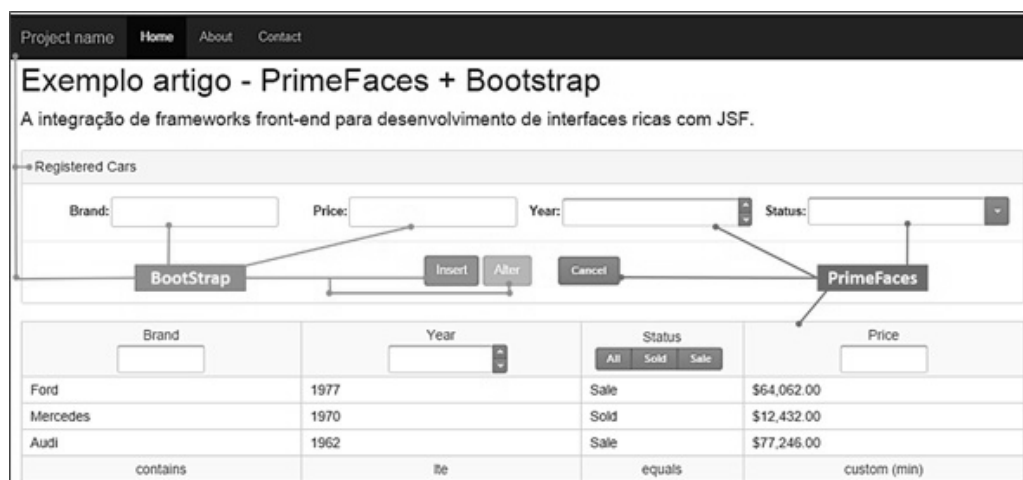 Project name Home About Contact
Exemplo artigo - PrimeFaces + Bootstrap
A integração de frameworks front-end para desenvolvimento de interfaces ricas com JSF.
Registered Cars
Brand: Price: Year: Status:
BootStrap Insert Alter Cancel PrimeFaces
Brand Year Status Price
All Sold Sale
Ford 1977 Sale $64,062.00
Mercedes 1970 Sold $12,432.00
Audi 1962 Sale $77,246.00
contains lte equals custom (min)